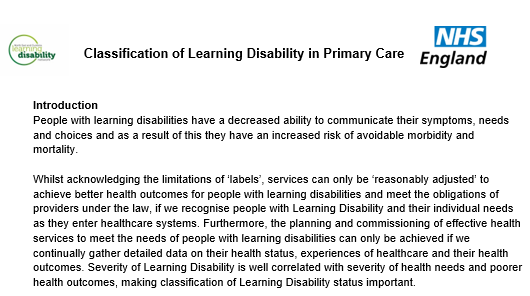 learning
disability
Classification of Learning Disability in Primary Care
NHS
England
Introduction
People with learning disabilities have a decreased ability to communicate their symptoms, needs
and choices and as a result of this they have an increased risk of avoidable morbidity and
mortality.
Whilst acknowledging the limitations of ‘labels’, services can only be ‘reasonably adjusted’ to
achieve better health outcomes for people with learning disabilities and meet the obligations of
providers under the law, if we recognise people with Learning Disability and their individual needs
as they enter healthcare systems. Furthermore, the planning and commissioning of effective health
services to meet the needs of people with learning disabilities can only be achieved if we
continually gather detailed data on their health status, experiences of healthcare and their health
outcomes. Severity of Learning Disability is well correlated with severity of health needs and poorer
health outcomes, making classification of Learning Disability status important.